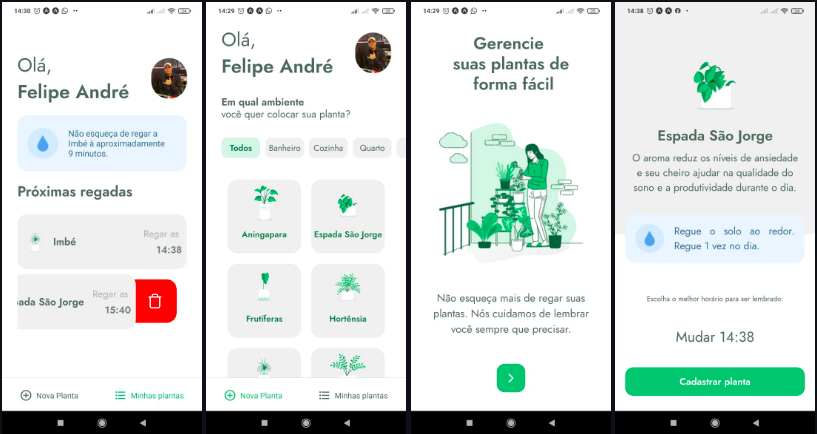 14:30
Olá,
Felipe André
Não esqueça de regar a
Imbé à aproximadamente
9 minutos.
Próximas regadas
Imbé
Regar as
14:38
ada São Jorge
Regar as
15:40
Nova Planta
Minhas plantas
14:29
Olá,
Felipe André
Em qual ambiente
você quer colocar sua planta?
Todos
Banheiro
Cozinha
Quarto
Aningapara
Espada São Jorge
Frutíferas
Hortênsia
Nova Planta
Minhas plantas
14:29
Gerencie
suas plantas de
forma fácil
Não esqueça mais de regar suas
plantas. Nós cuidamos de lembrar
você sempre que precisar.
14:38
Espada São Jorge
O aroma reduz os níveis de ansiedade
e seu cheiro ajudar na qualidade do
sono e a produtividade durante o dia.
Regue o solo ao redor.
Regue 1 vez no dia.
Escolha o melhor horário para ser lembrado:
Mudar 14:38
Cadastrar planta